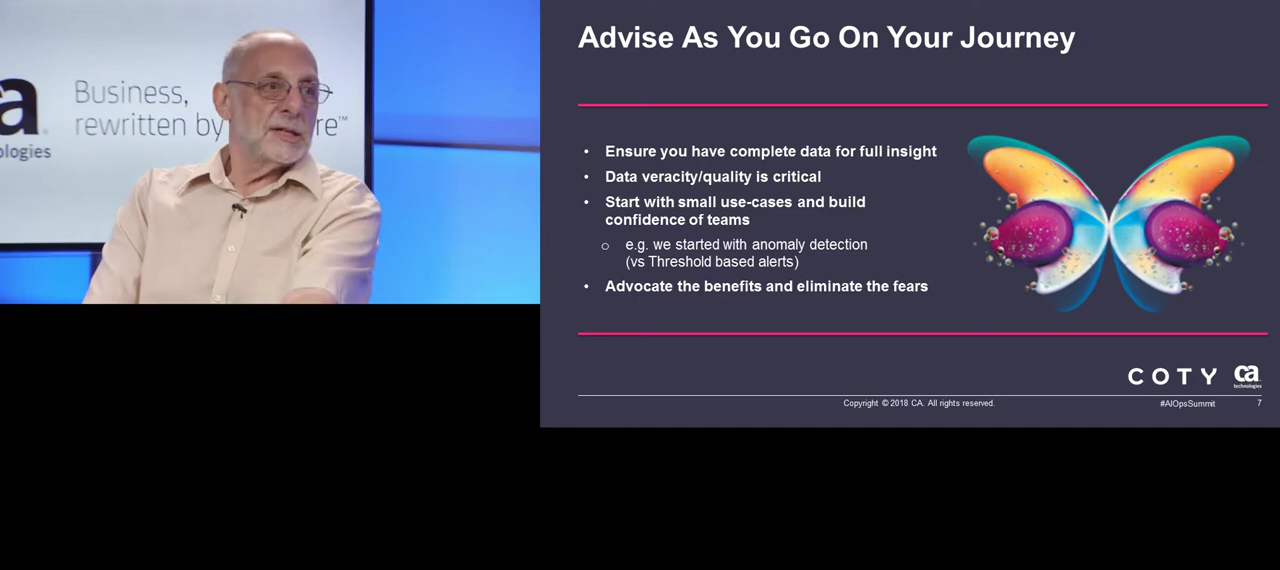 a
Business,
rewritten by
™
Advise As You Go On Your Journey
• Ensure you have complete data for full insight
• Data veracity/quality is critical
• Start with small use-cases and build
confidence of teams
o e.g. we started with anomaly detection
(vs Threshold based alerts)
• Advocate the benefits and eliminate the fears
COTY
ca
technologies
Copyright © 2018 CA. All rights reserved.
#AIOpsSummit
7